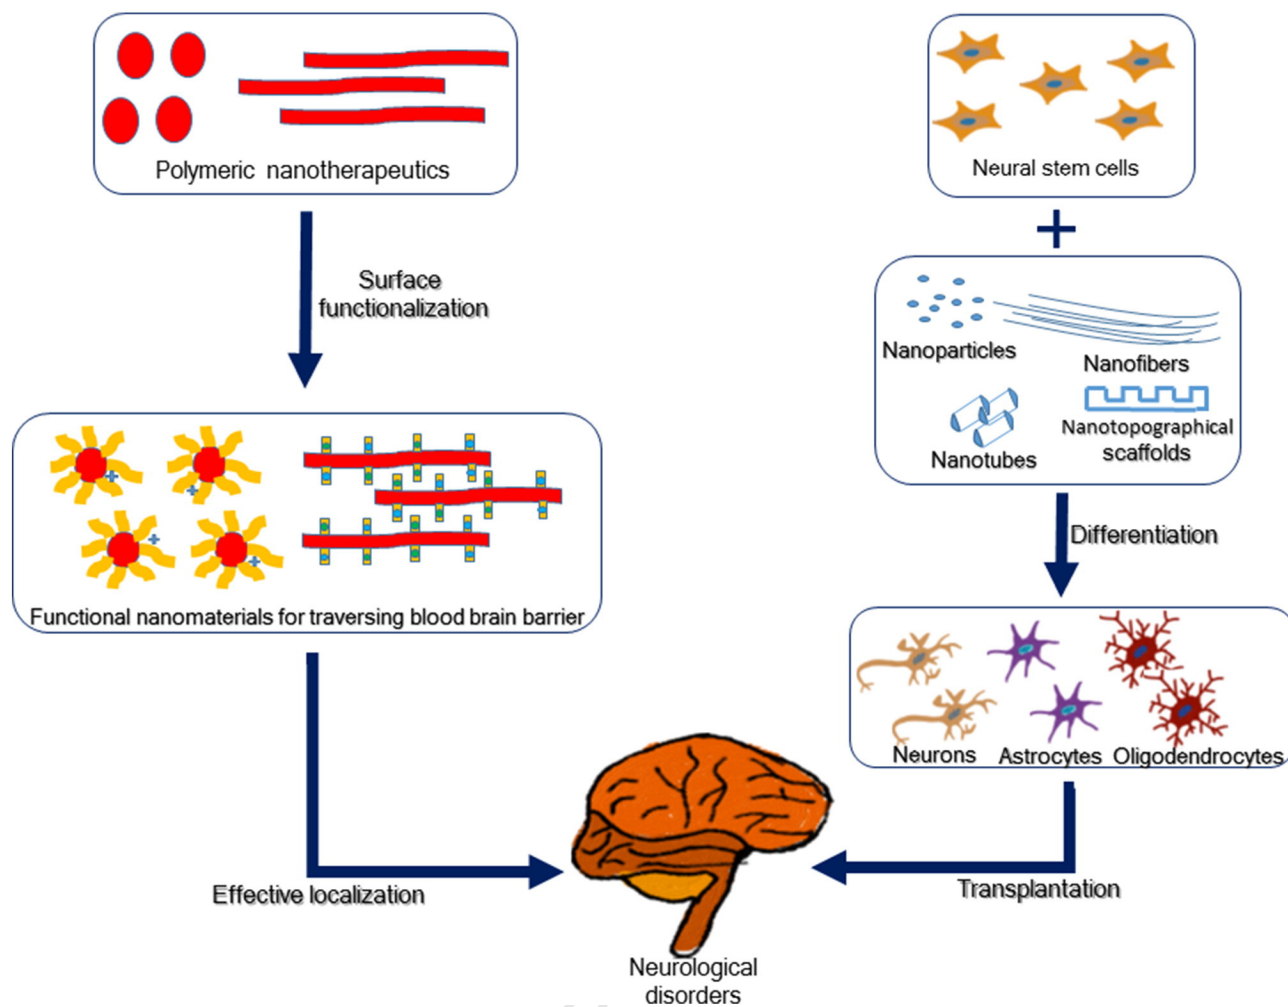 Polymeric nanotherapeutics
Surface
functionalization
Functional nanomaterials for traversing blood brain barrier
Effective localization
Neural stem cells
+
Nanoparticles
Nanofibers
Nanotubes
Nanotopographical
scaffolds
Differentiation
Neurons
Astrocytes
Oligodendrocytes
Transplantation
Neurological
disorders